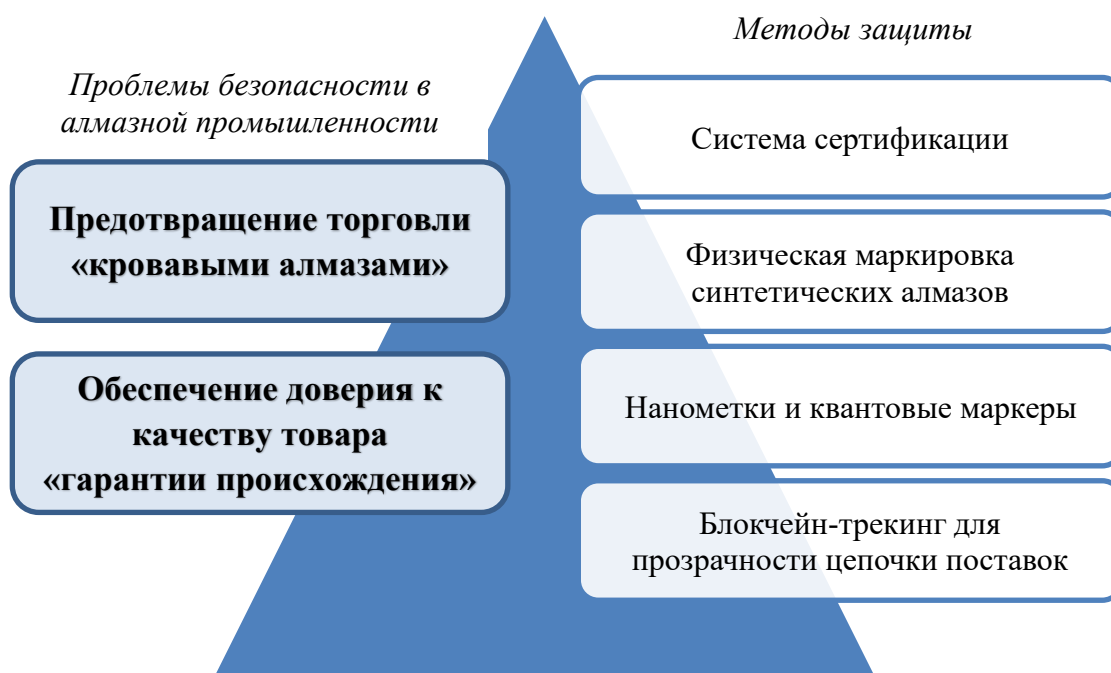 Проблемы безопасности в
алмазной промышленности
Предотвращение торговли
«кровавыми алмазами»
Обеспечение доверия к
качеству товара
«гарантии происхождения»
Методы защиты
Система сертификации
Физическая маркировка
синтетических алмазов
Нанометки и квантовые маркеры
Блокчейн-трекинг для
прозрачности цепочки поставок